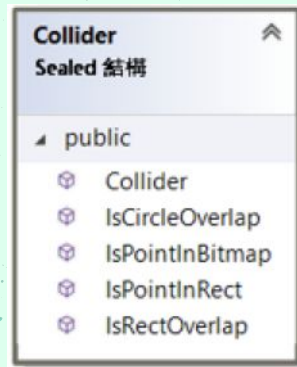 Collider
Sealed 結構
public
Collider
IsCircleOverlap
IsPointInBitmap
IsPointInRect
IsRectOverlap